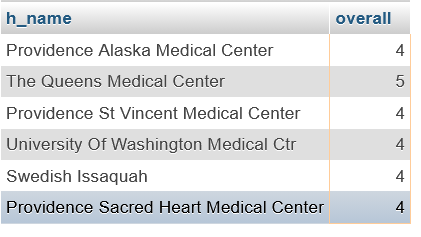 h_name overall
Providence Alaska Medical Center 4
The Queens Medical Center 5
Providence St Vincent Medical Center 4
University Of Washington Medical Ctr 4
Swedish Issaquah 4
Providence Sacred Heart Medical Center 4